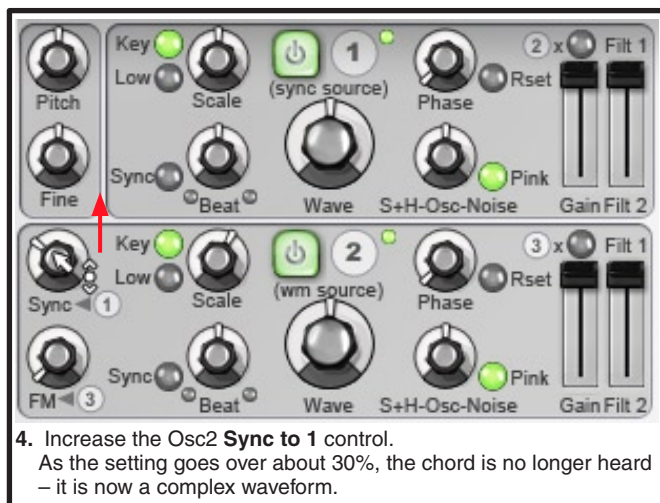 Key 1 2 x Filt 1
Pitch Low Scale (sync source) Phase Rset
Fine Sync Beat Wave S+H-Osc-Noise Pink Gain Filt 2
Key 2 3 x Filt 1
Sync 1 Low Scale (wm source) Phase Rset
FM 3 Sync Beat Wave S+H-Osc-Noise Pink Gain Filt 2
4. Increase the Osc2 Sync to 1 control.
As the setting goes over about 30%, the chord is no longer heard
– it is now a complex waveform.